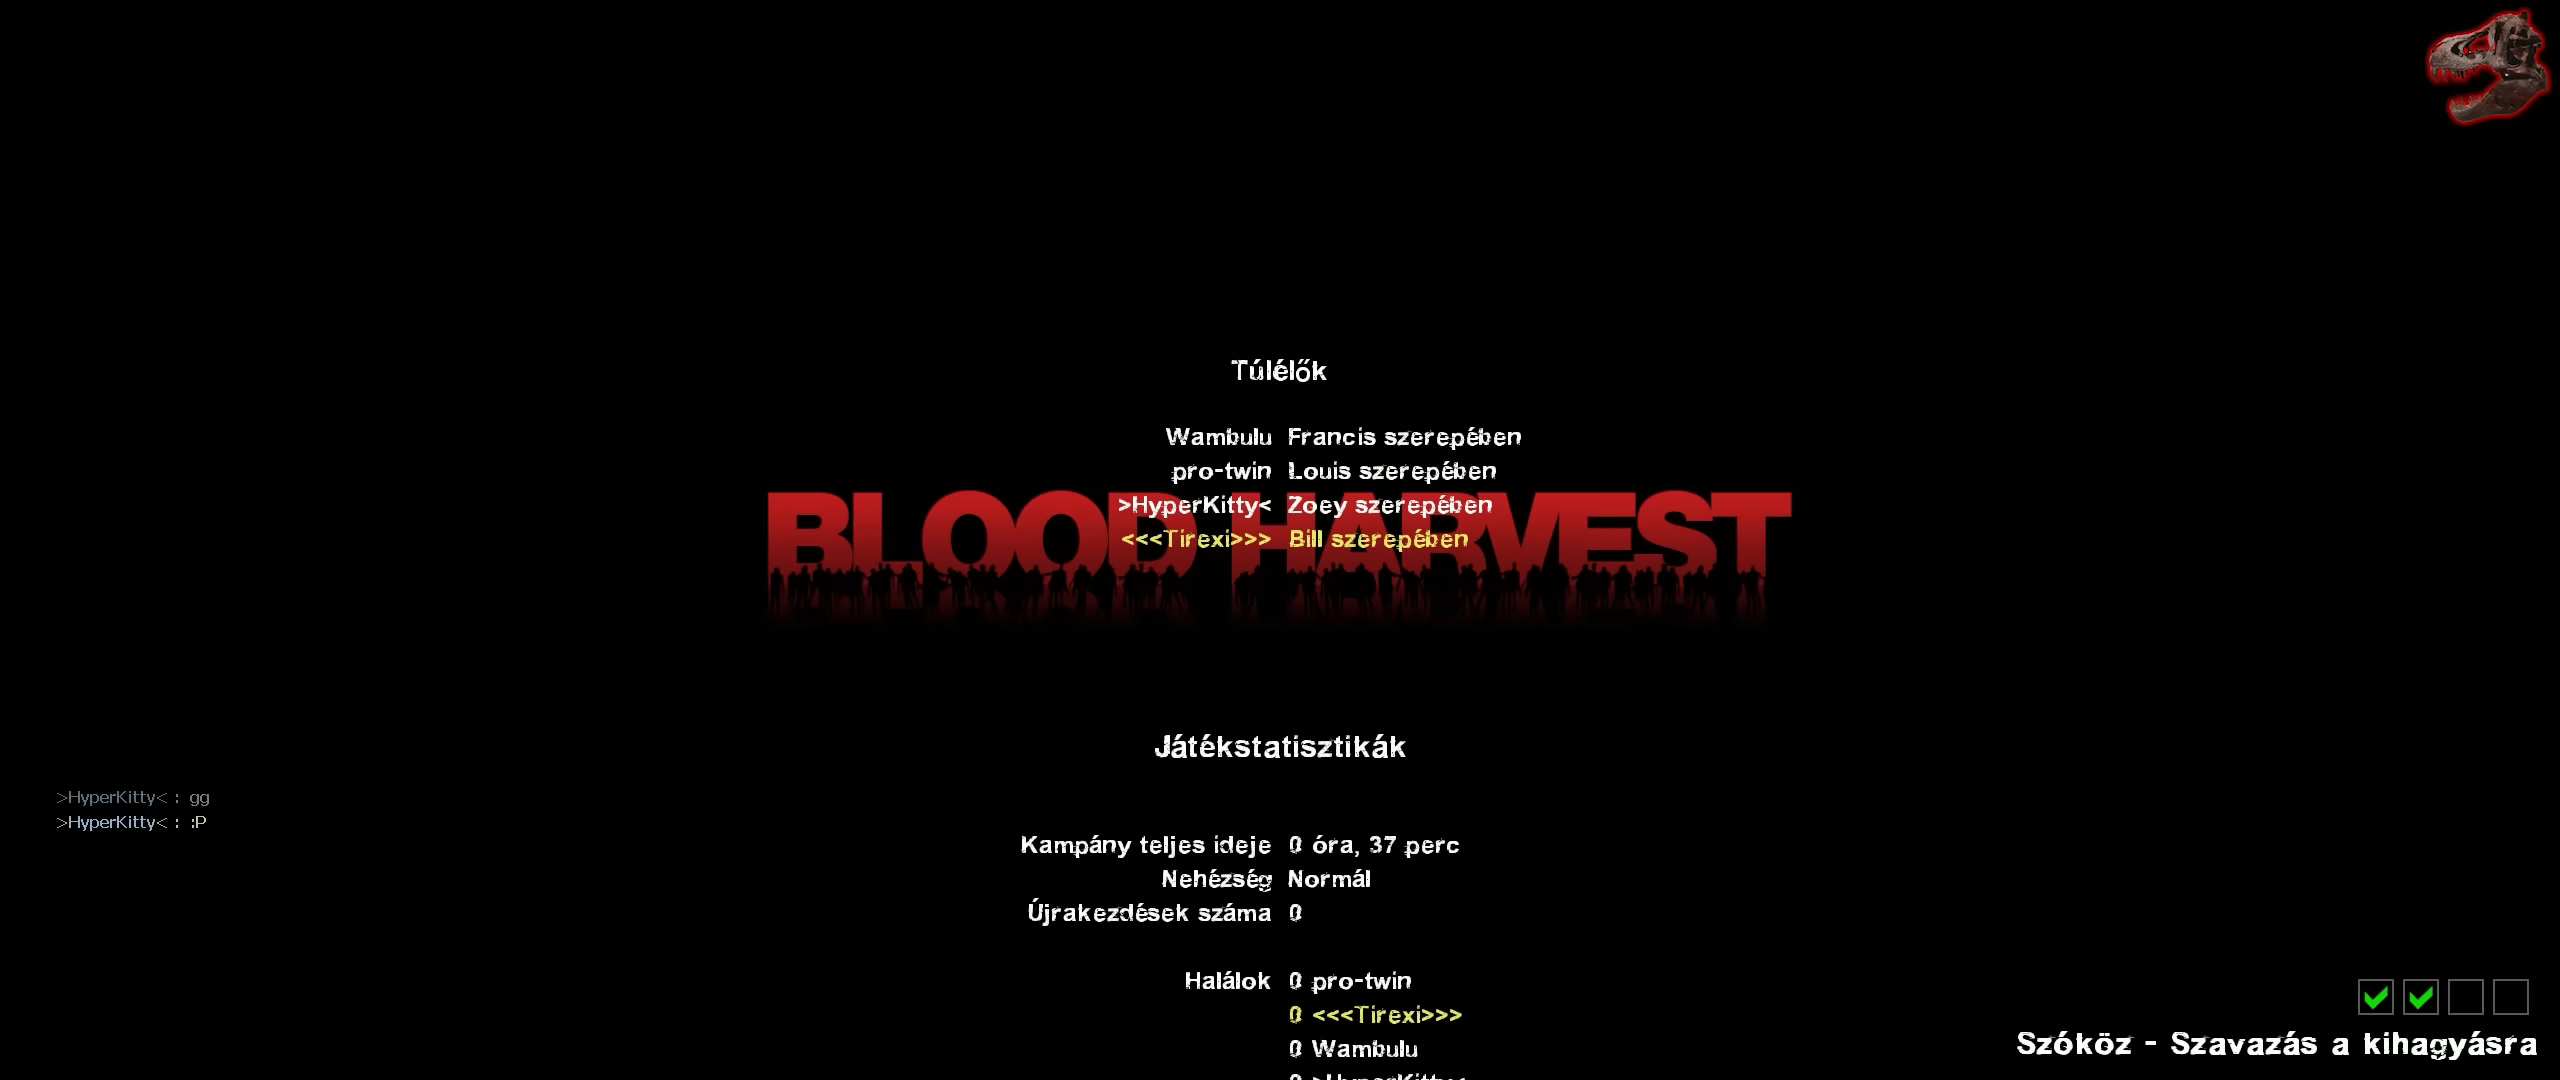 Túlélők
Wambulu Francis szerepében
pro-twin Louis szerepében
>HyperKitty< Zoey szerepében
<<<Tirexi>>> Bill szerepében
BLOOD HARVEST
Játékstatisztikák
>HyperKitty< : gg
>HyperKitty< : :P
Kampány teljes ideje 0 óra, 37 perc
Nehézség Normál
Újrakezdések száma 0
Halálok 0 pro-twin
0 <<<Tirexi>>>
0 Wambulu
0 >HyperKitty<
Szóköz - Szavazás a kihagyásra